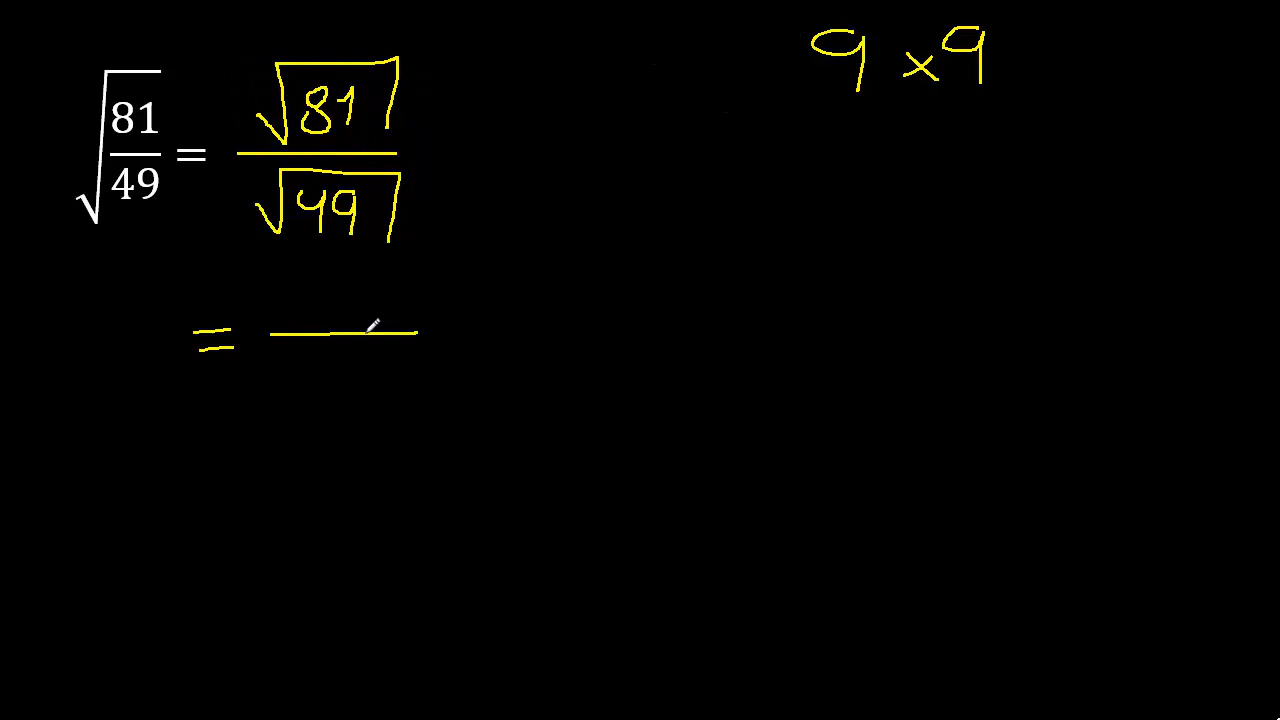 √(81/49) = √81/√49
9 × 9
=